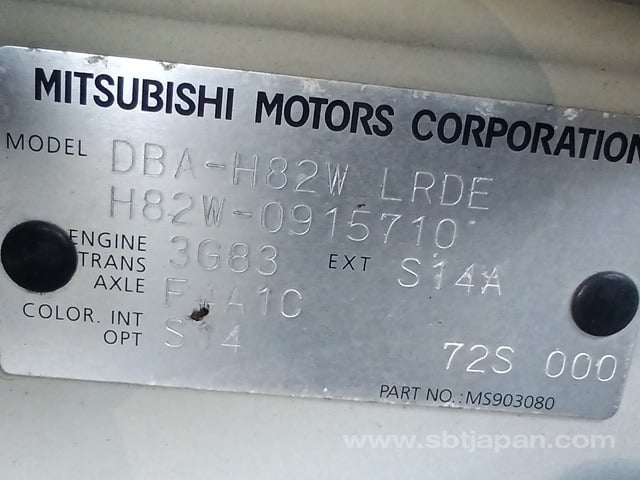 MITSUBISHI MOTORS CORPORATION
MODEL DBA-H82W LRDE
H82W-0915710
ENGINE 3G83 EXT S14A
TRANS
AXLE F4A1C
COLOR. INT
OPT S14 72S 000
PART NO.:MS903080
www.sbtjapan.com